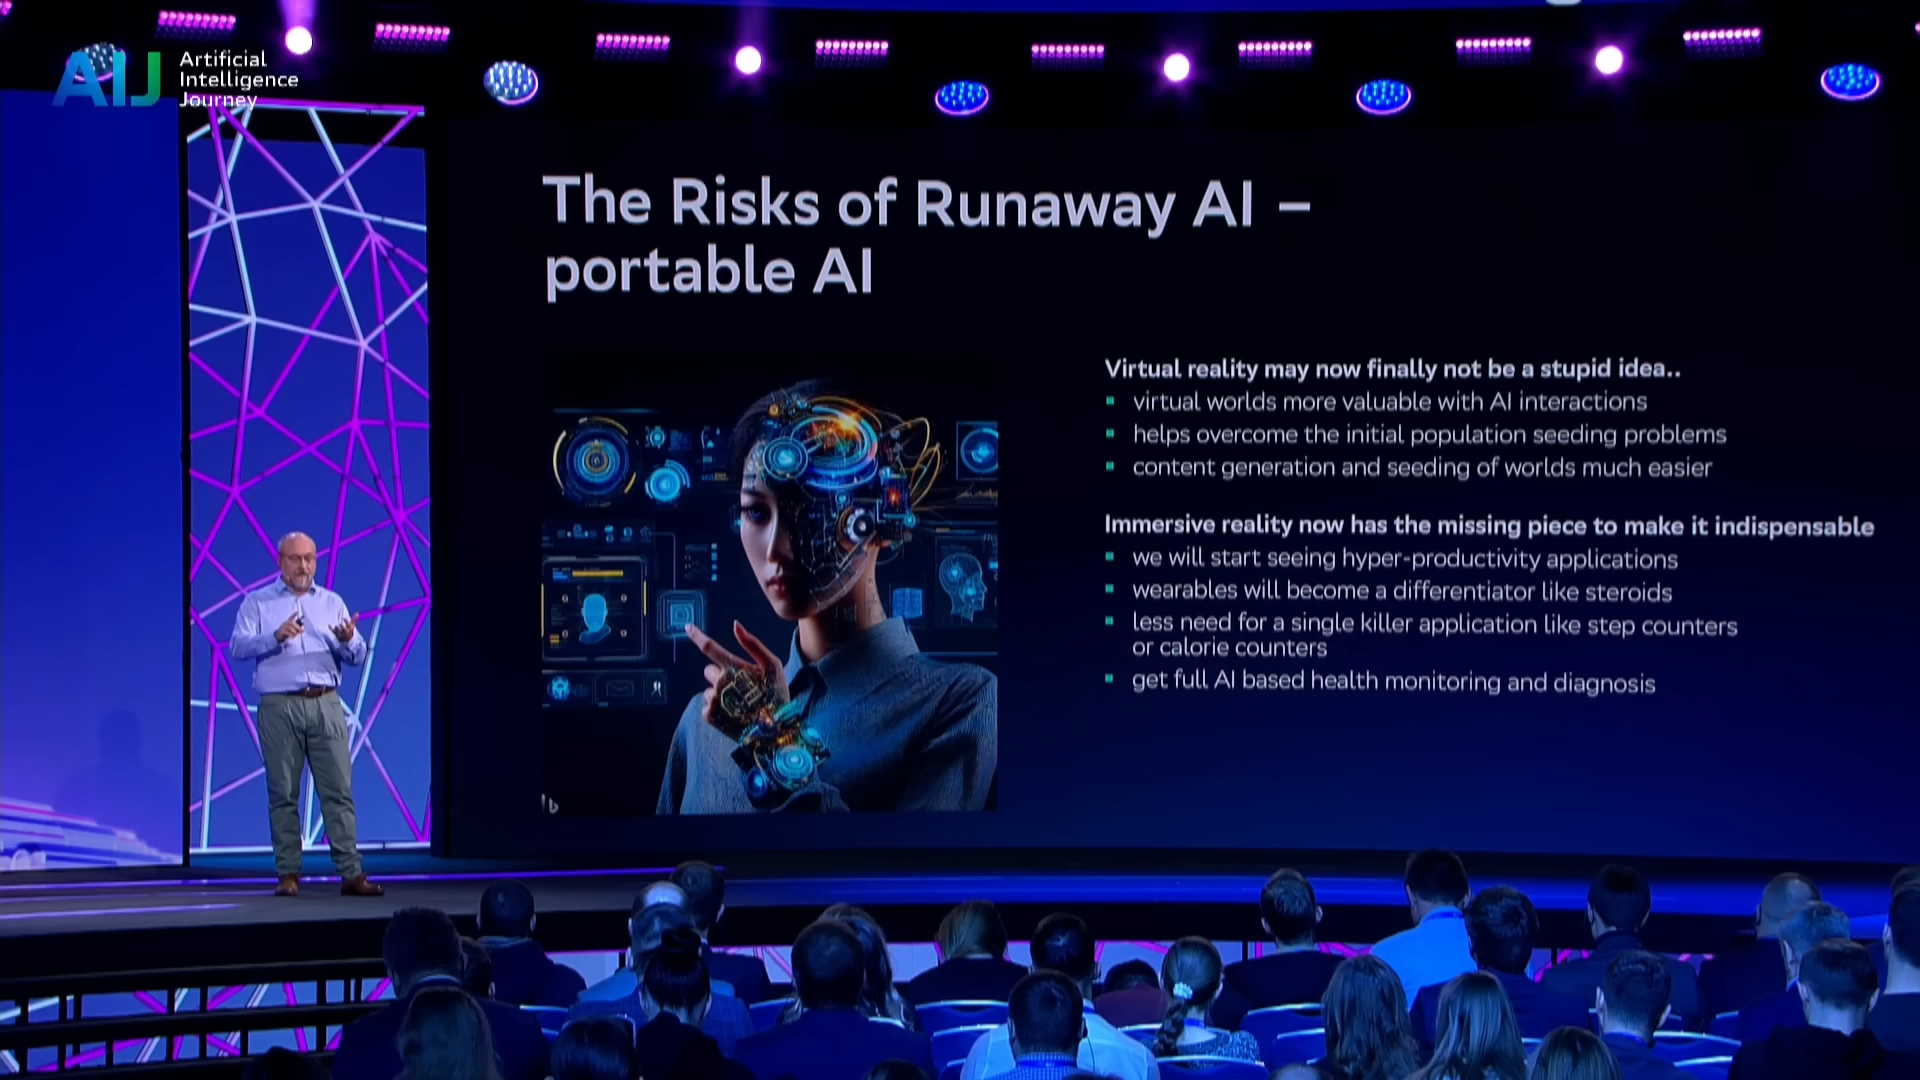 AIJ Artificial
Intelligence
Journey
The Risks of Runaway AI –
portable AI
Virtual reality may now finally not be a stupid idea..
virtual worlds more valuable with AI interactions
helps overcome the initial population seeding problems
content generation and seeding of worlds much easier
Immersive reality now has the missing piece to make it indispensable
we will start seeing hyper-productivity applications
wearables will become a differentiator like steroids
less need for a single killer application like step counters
or calorie counters
get full AI based health monitoring and diagnosis